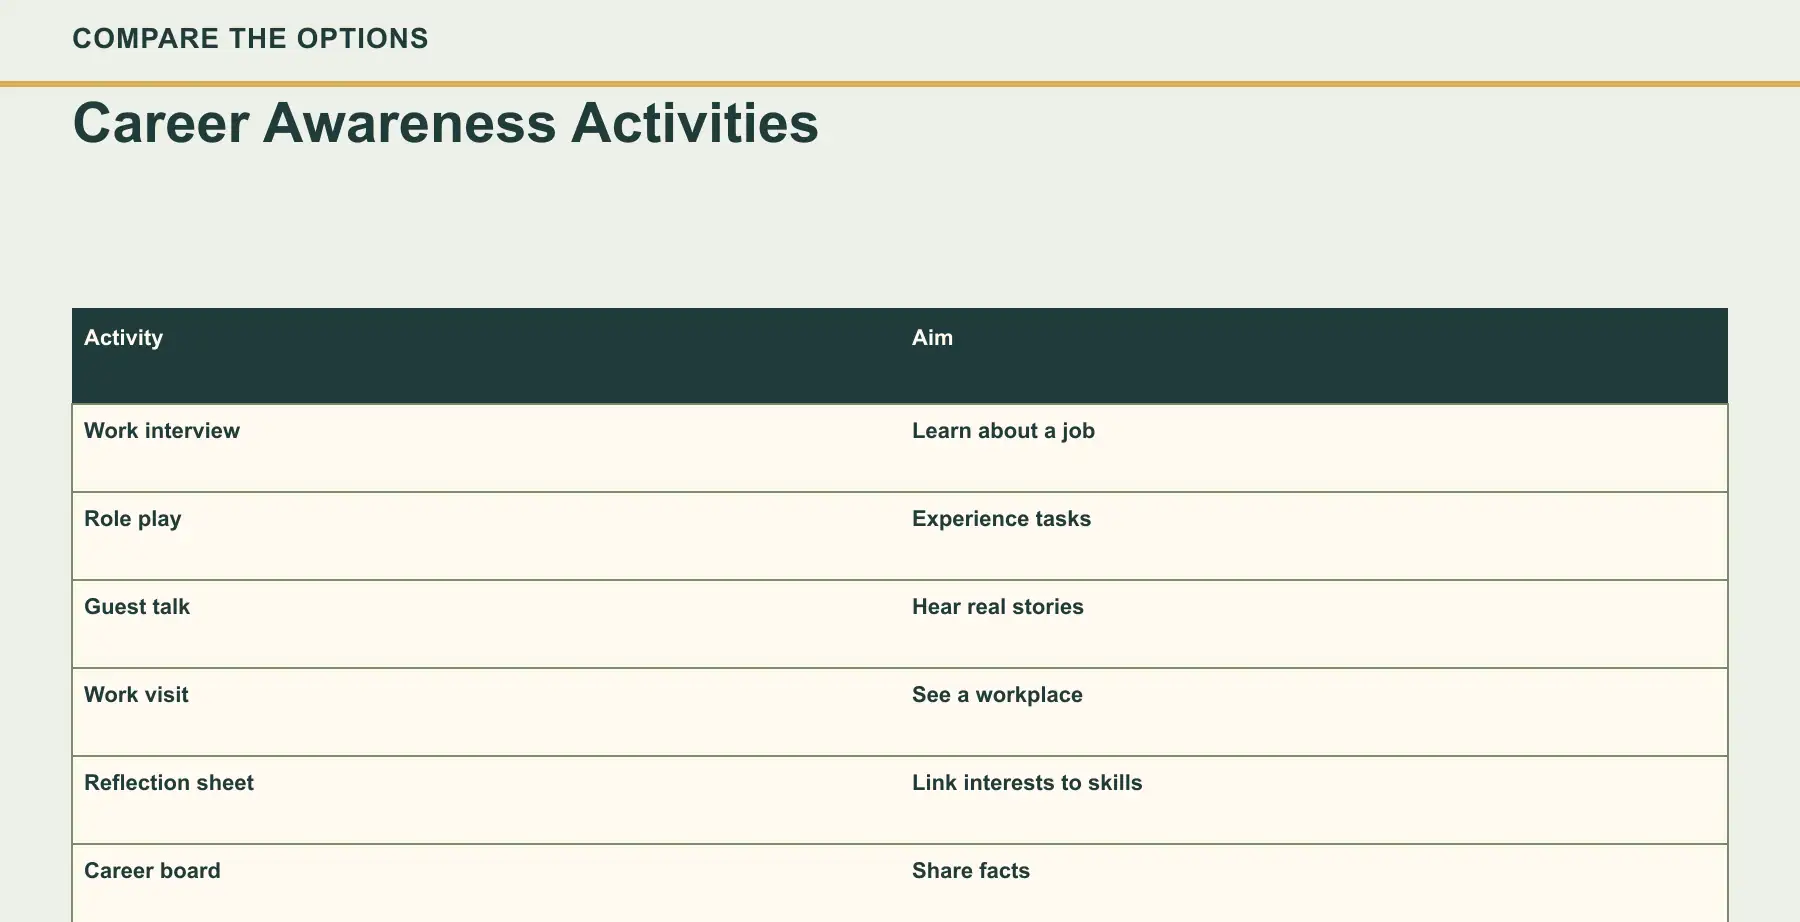 COMPARE THE OPTIONS
Career Awareness Activities
Activity Aim
Work interview Learn about a job
Role play Experience tasks
Guest talk Hear real stories
Work visit See a workplace
Reflection sheet Link interests to skills
Career board Share facts